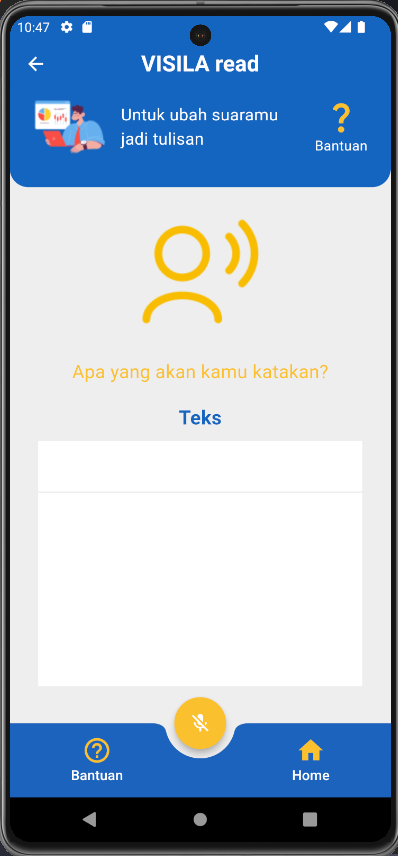 10:47
VISILA read
Untuk ubah suaramu
jadi tulisan
?
Bantuan
Apa yang akan kamu katakan?
Teks
?
Bantuan
Home